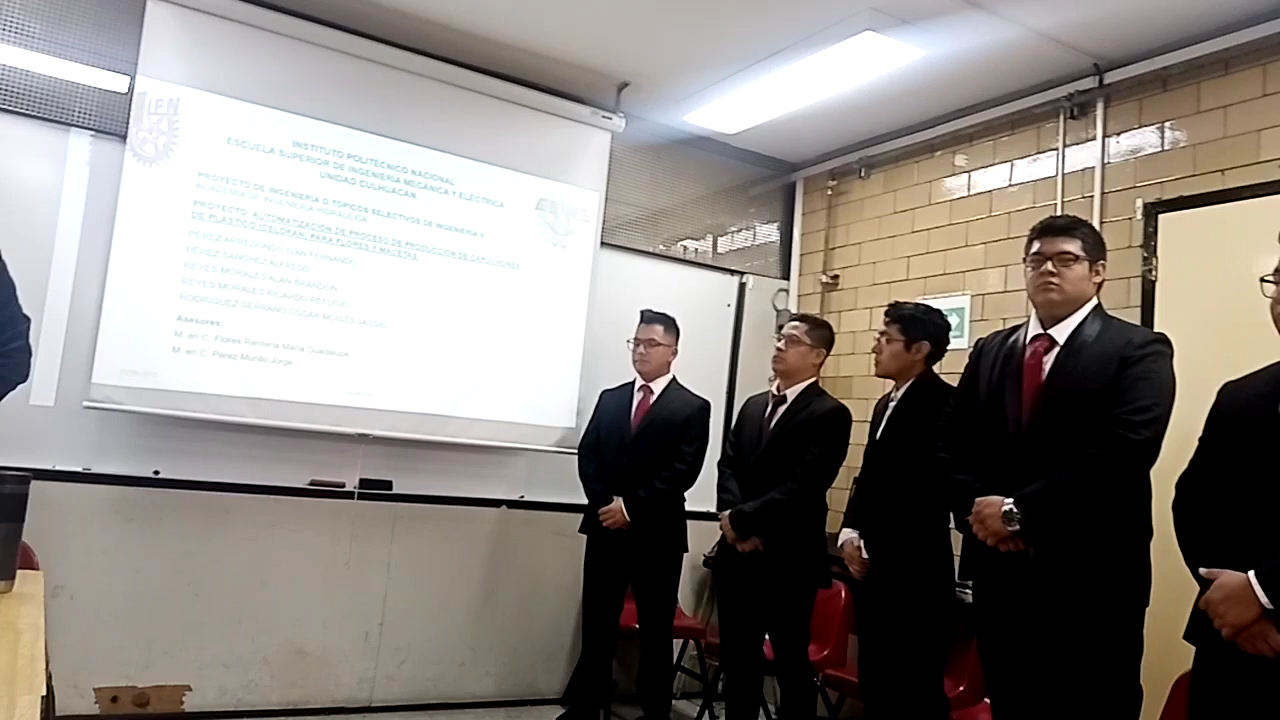 I.P.N
INSTITUTO POLITÉCNICO NACIONAL
ESCUELA SUPERIOR DE INGENIERÍA MECÁNICA Y ELÉCTRICA
UNIDAD CULHUACÁN
PROYECTO DE INGENIERÍA O TÓPICOS SELECTIVOS DE INGENIERÍA II
ACADEMIA DE INGENIERÍA HIDRÁULICA
PROYECTO: AUTOMATIZACIÓN DE PROCESO DE PRODUCCIÓN DE CAPUCHONES
DE PLÁSTICO (CELOFÁN) PARA FLORES Y MACETAS
PÉREZ ARREDONDO IVAN FERNANDO
PÉREZ SÁNCHEZ ALFREDO
REYES MORALES ALAN BRANDON
REYES MORALES RICARDO REFUGIO
RODRÍGUEZ SERRANO OSCAR MOISÉS
Asesores:
M. en C. Flores Rentería María Guadalupe
M. en C. Pérez Murillo Jorge